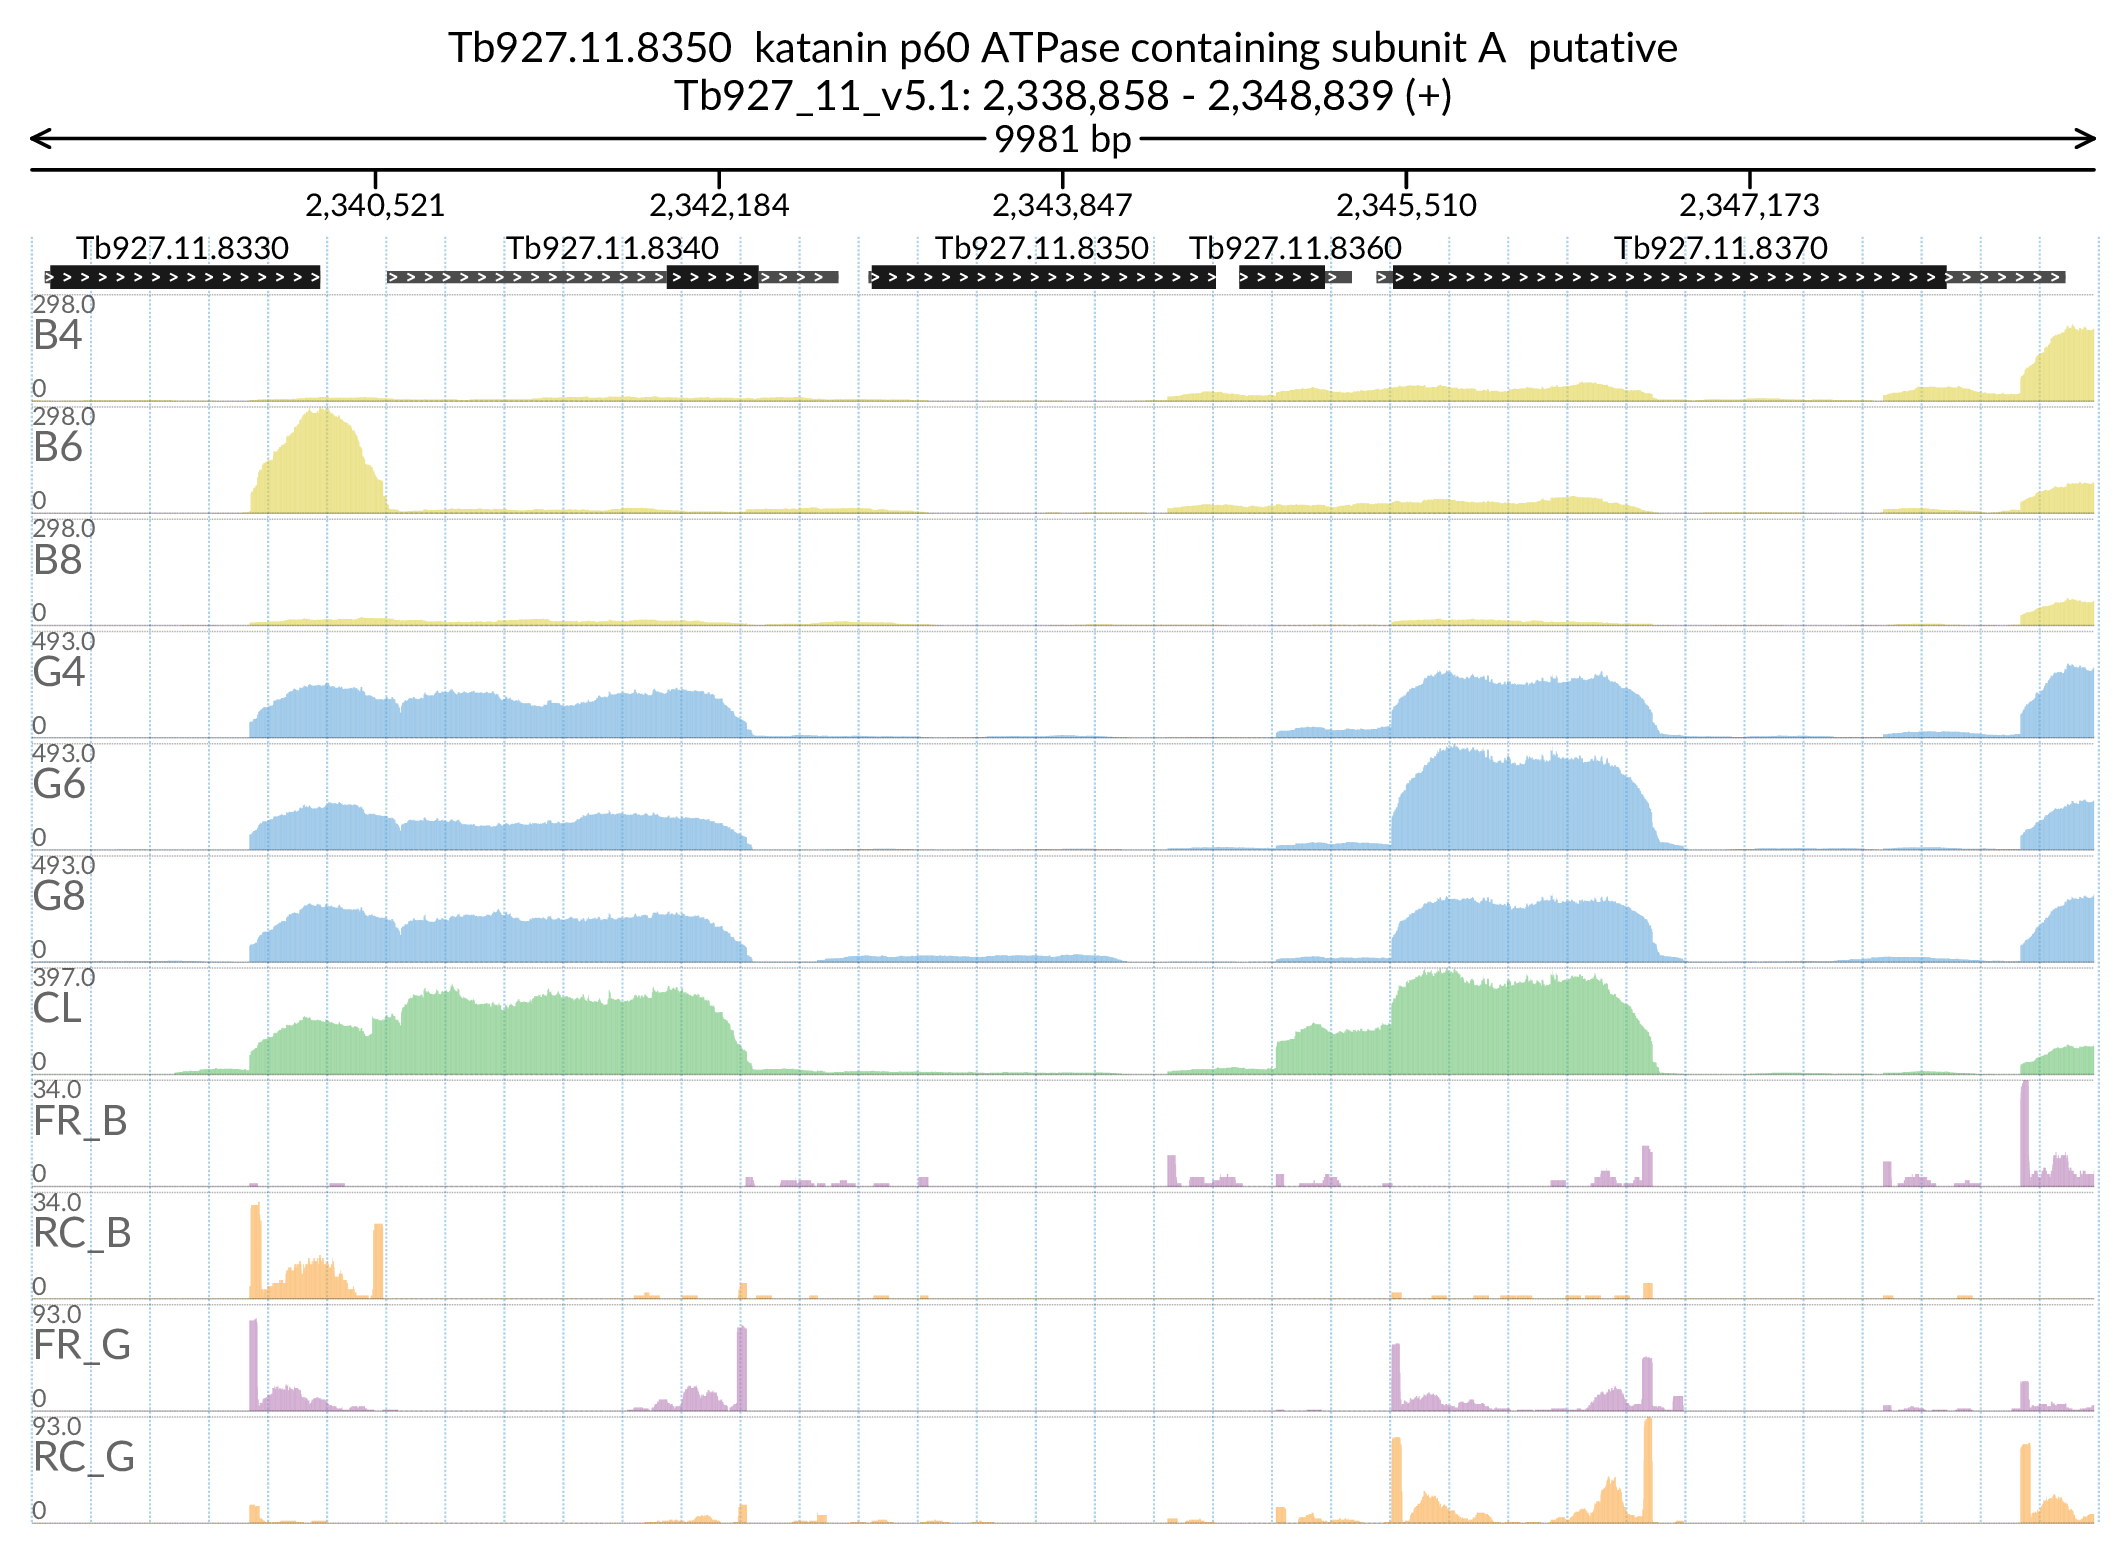 Tb927.11.8350 katanin p60 ATPase containing subunit A putative
Tb927_11_v5.1: 2,338,858 - 2,348,839 (+)
9981 bp
2,340,521 2,342,184 2,343,847 2,345,510 2,347,173
Tb927.11.8330 Tb927.11.8340 Tb927.11.8350 Tb927.11.8360 Tb927.11.8370
298.0
B4
0
298.0
B6
0
298.0
B8
0
493.0
G4
0
493.0
G6
0
493.0
G8
0
397.0
CL
0
34.0
FR_B
0
34.0
RC_B
0
93.0
FR_G
0
93.0
RC_G
0